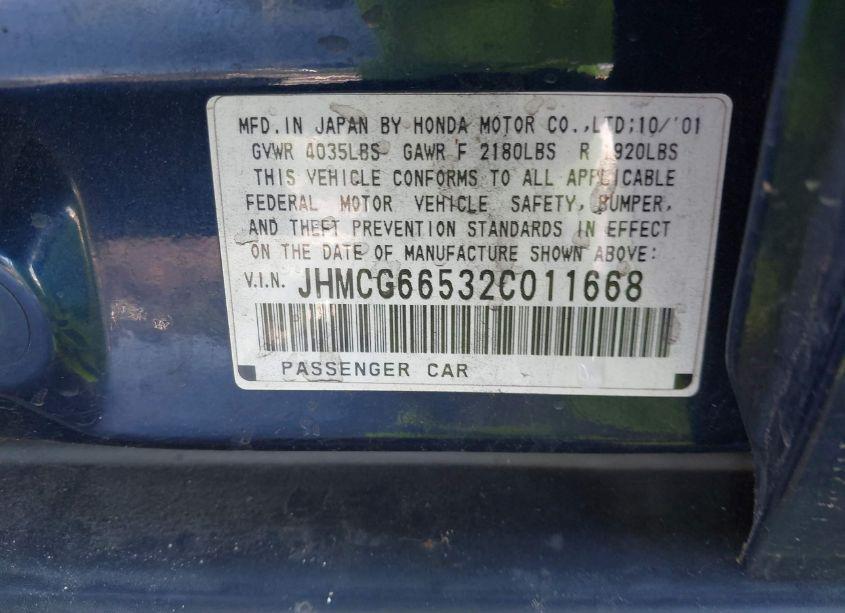 MFD.IN JAPAN BY HONDA MOTOR CO.,LTD;10/'01
GVWR 4035LBS GAWR F 2180LBS R 1920LBS
THIS VEHICLE CONFORMS TO ALL APPLICABLE
FEDERAL MOTOR VEHICLE SAFETY, BUMPER,
AND THEFT PREVENTION STANDARDS IN EFFECT
ON THE DATE OF MANUFACTURE SHOWN ABOVE:
V.I.N. JHMCG66532C011668
PASSENGER CAR